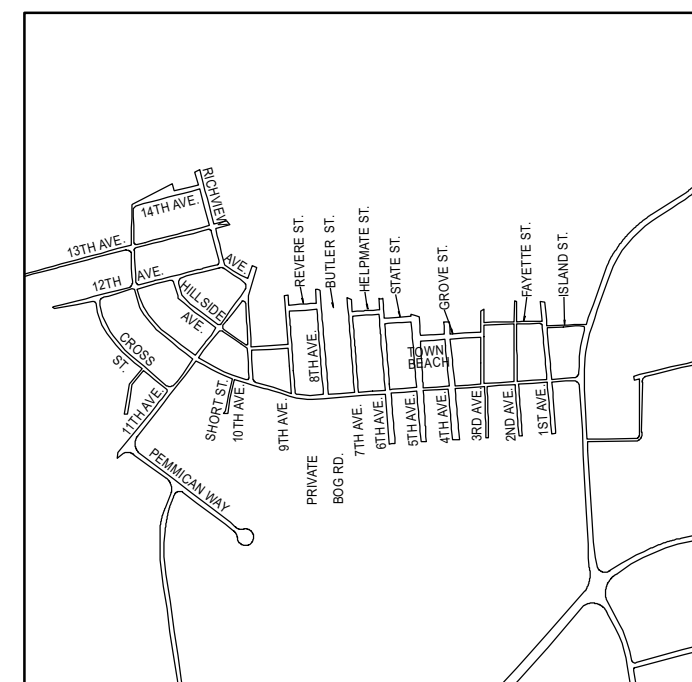 RICHVIEW
AVE.
14TH AVE.
13TH AVE.
12TH AVE.
HILLSIDE
AVE.
CROSS
ST.
11TH AVE.
SHORT ST.
10TH AVE.
PEMMICAN WAY
REVERE ST.
BUTLER ST.
HELPMATE ST.
STATE ST.
GROVE ST.
FAYETTE ST.
ISLAND ST.
8TH AVE.
TOWN
BEACH
9TH AVE.
PRIVATE
BOG RD.
7TH AVE.
6TH AVE.
5TH AVE.
4TH AVE.
3RD AVE
2ND AVE.
1ST AVE.